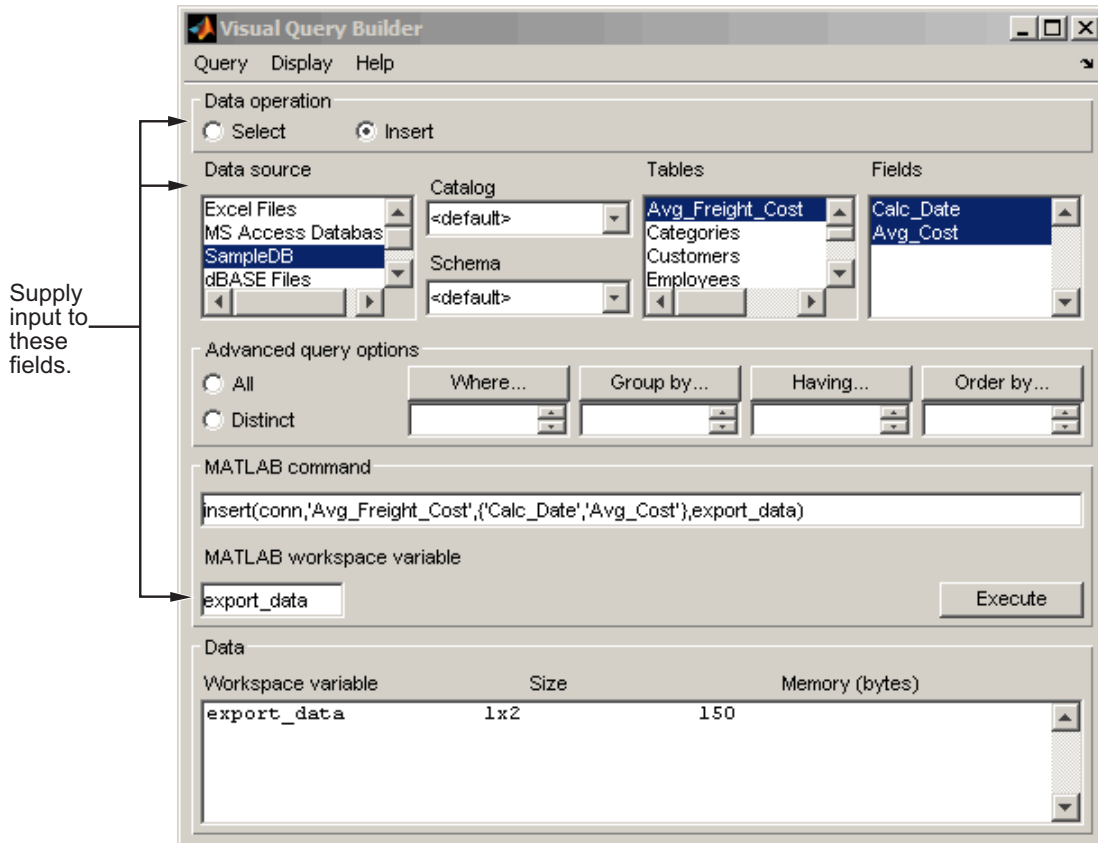 Visual Query Builder
Query Display Help
Data operation
Select Insert
Data source
Catalog
Tables
Fields
Excel Files
MS Access Databas
SampleDB
dBASE Files
<default>
Schema
<default>
Avg_Freight_Cost
Categories
Customers
Employees
Calc_Date
Avg_Cost
Supply
input to
these
fields.
Advanced query options
All
Distinct
Where... Group by... Having... Order by...
MATLAB command
insert(conn,'Avg_Freight_Cost',{'Calc_Date','Avg_Cost'},export_data)
MATLAB workspace variable
export_data
Execute
Data
Workspace variable Size Memory (bytes)
export_data 1x2 150